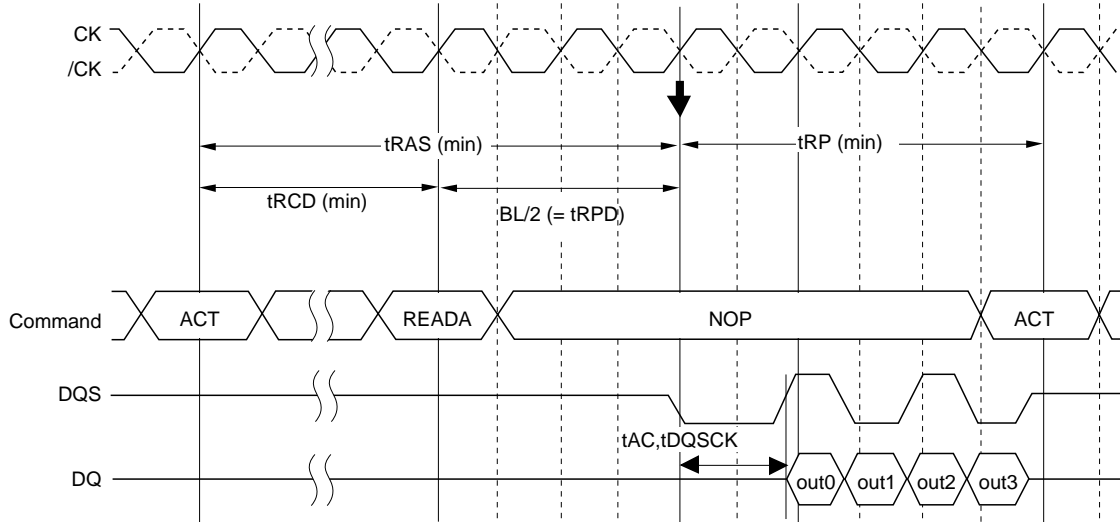 CK
/CK
tRAS (min)
tRP (min)
tRCD (min)
BL/2 (= tRPD)
Command
ACT
READA
NOP
ACT
DQS
tAC,tDQSCK
DQ
out0
out1
out2
out3